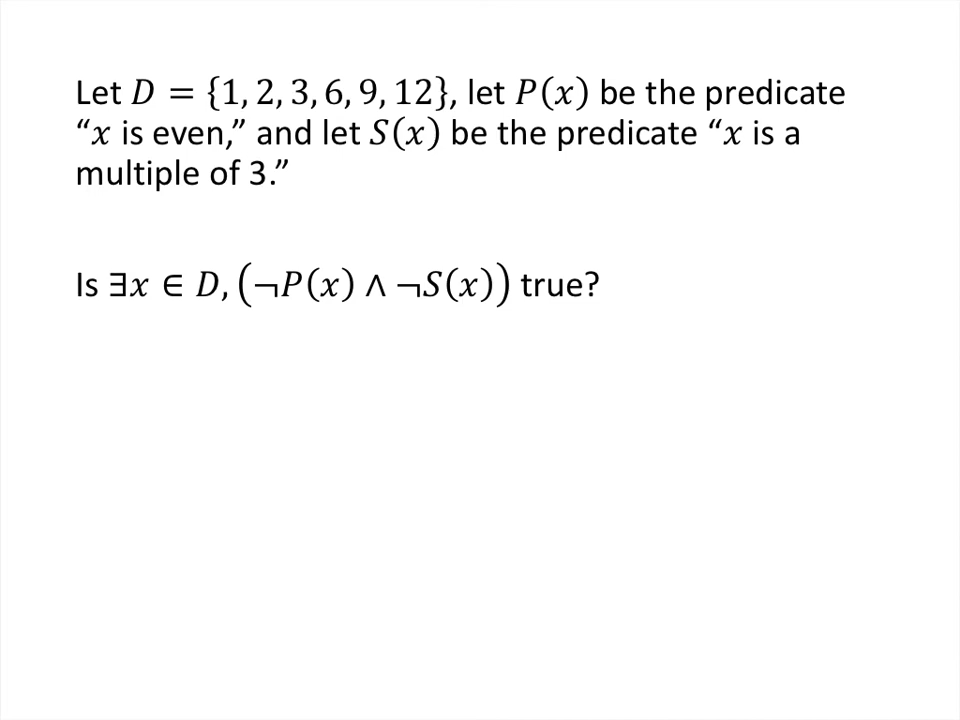 Let 𝐷 = {1, 2, 3, 6, 9, 12}, let 𝑃(𝑥) be the predicate
“𝑥 is even,” and let 𝑆(𝑥) be the predicate “𝑥 is a
multiple of 3.”
Is ∃𝑥 ∈ 𝐷, (¬𝑃(𝑥) ∧ ¬𝑆(𝑥)) true?